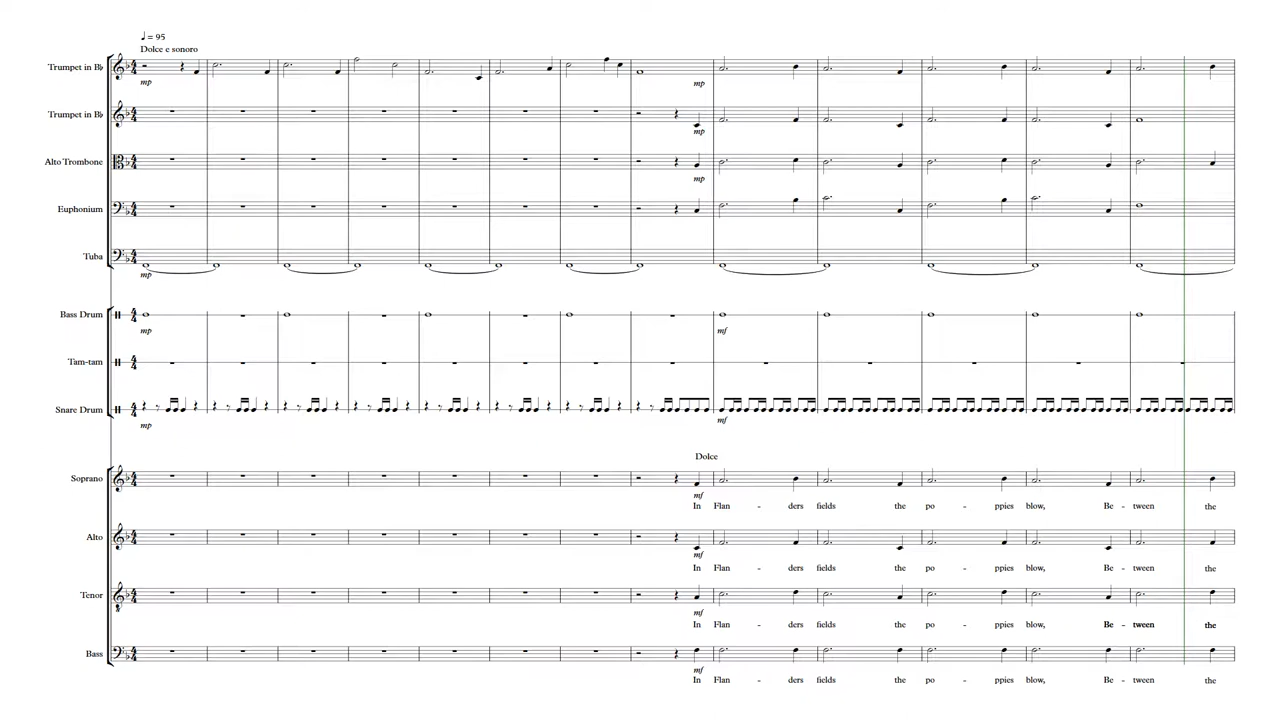 ♩ = 95
Dolce e sonoro
Trumpet in B♭
mp mp
Trumpet in B♭
mp
Alto Trombone
mp
Euphonium
Tuba
mp
Bass Drum
mp mf
Tam-tam
Snare Drum
mp mf
Dolce
Soprano
mf
In Flan - ders fields the po - ppies blow, Be - tween the
Alto
mf
In Flan - ders fields the po - ppies blow, Be - tween the
Tenor
mf
In Flan - ders fields the po - ppies blow, Be - tween the
Bass
mf
In Flan - ders fields the po - ppies blow, Be - tween the